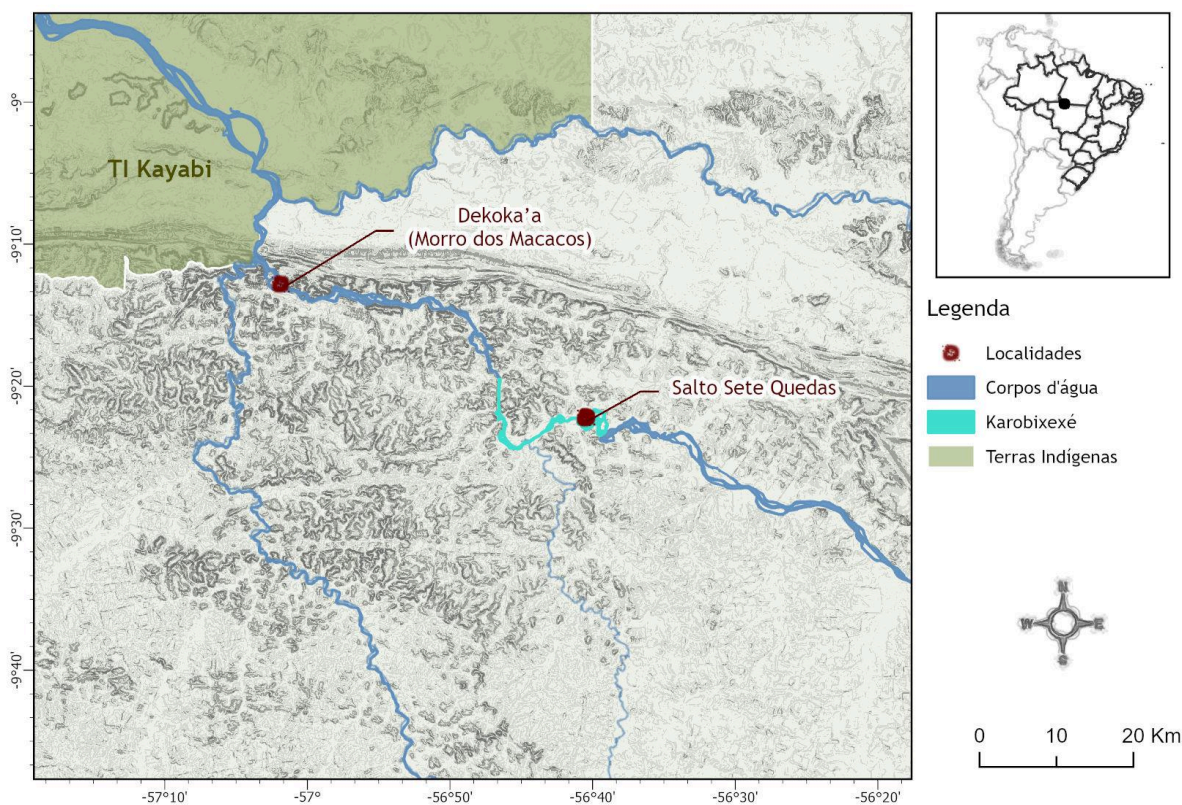 TI Kayabi
Dekoka'a
(Morro dos Macacos)
Salto Sete Quedas
-9°
-9°10'
-9°20'
-9°30'
-9°40'
-57°10'
-57°
-56°50'
-56°40'
-56°30'
-56°20'
Legenda
Localidades
Corpos d'água
Karobixexé
Terras Indígenas
N
W E
S
0 10 20 Km